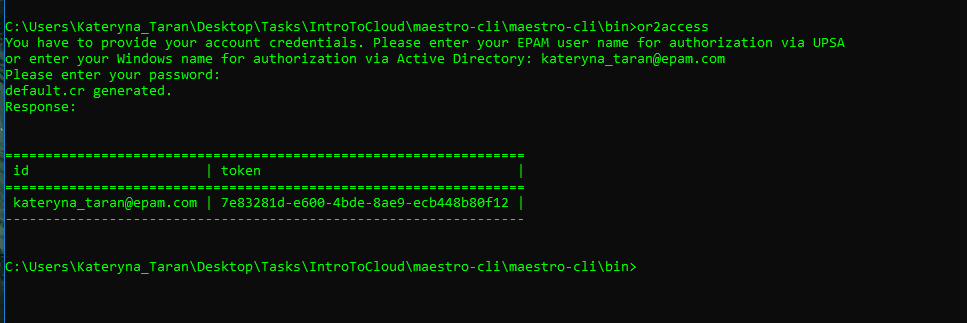 C:\Users\Kateryna_Taran\Desktop\Tasks\IntroToCloud\maestro-cli\maestro-cli\bin>or2access
You have to provide your account credentials. Please enter your EPAM user name for authorization via UPSA
or enter your Windows name for authorization via Active Directory: kateryna_taran@epam.com
Please enter your password:
default.cr generated.
Response:
=================================================================
id | token |
=================================================================
kateryna_taran@epam.com | 7e83281d-e600-4bde-8ae9-ecb448b80f12 |
-----------------------------------------------------------------
C:\Users\Kateryna_Taran\Desktop\Tasks\IntroToCloud\maestro-cli\maestro-cli\bin>